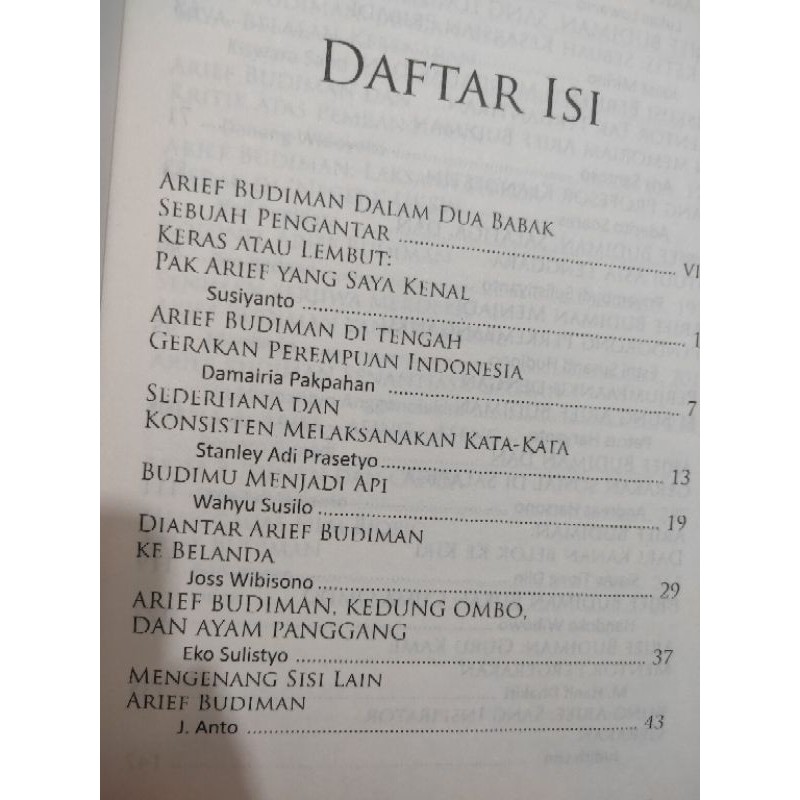 DAFTAR ISI
ARIEF BUDIMAN DALAM DUA BABAK
SEBUAH PENGANTAR ........ VI
KERAS ATAU LEMBUT:
PAK ARIEF YANG SAYA KENAL
Susiyanto ........ 1
ARIEF BUDIMAN DI TENGAH
GERAKAN PEREMPUAN INDONESIA
Damairia Pakpahan ........ 7
SEDERHANA DAN
KONSISTEN MELAKSANAKAN KATA-KATA
Stanley Adi Prasetyo ........ 13
BUDIMU MENJADI API
Wahyu Susilo ........ 19
DIANTAR ARIEF BUDIMAN
KE BELANDA
Joss Wibisono ........ 29
ARIEF BUDIMAN, KEDUNG OMBO,
DAN AYAM PANGGANG
Eko Sulistyo ........ 37
MENGENANG SISI LAIN
ARIEF BUDIMAN
J. Anto ........ 43